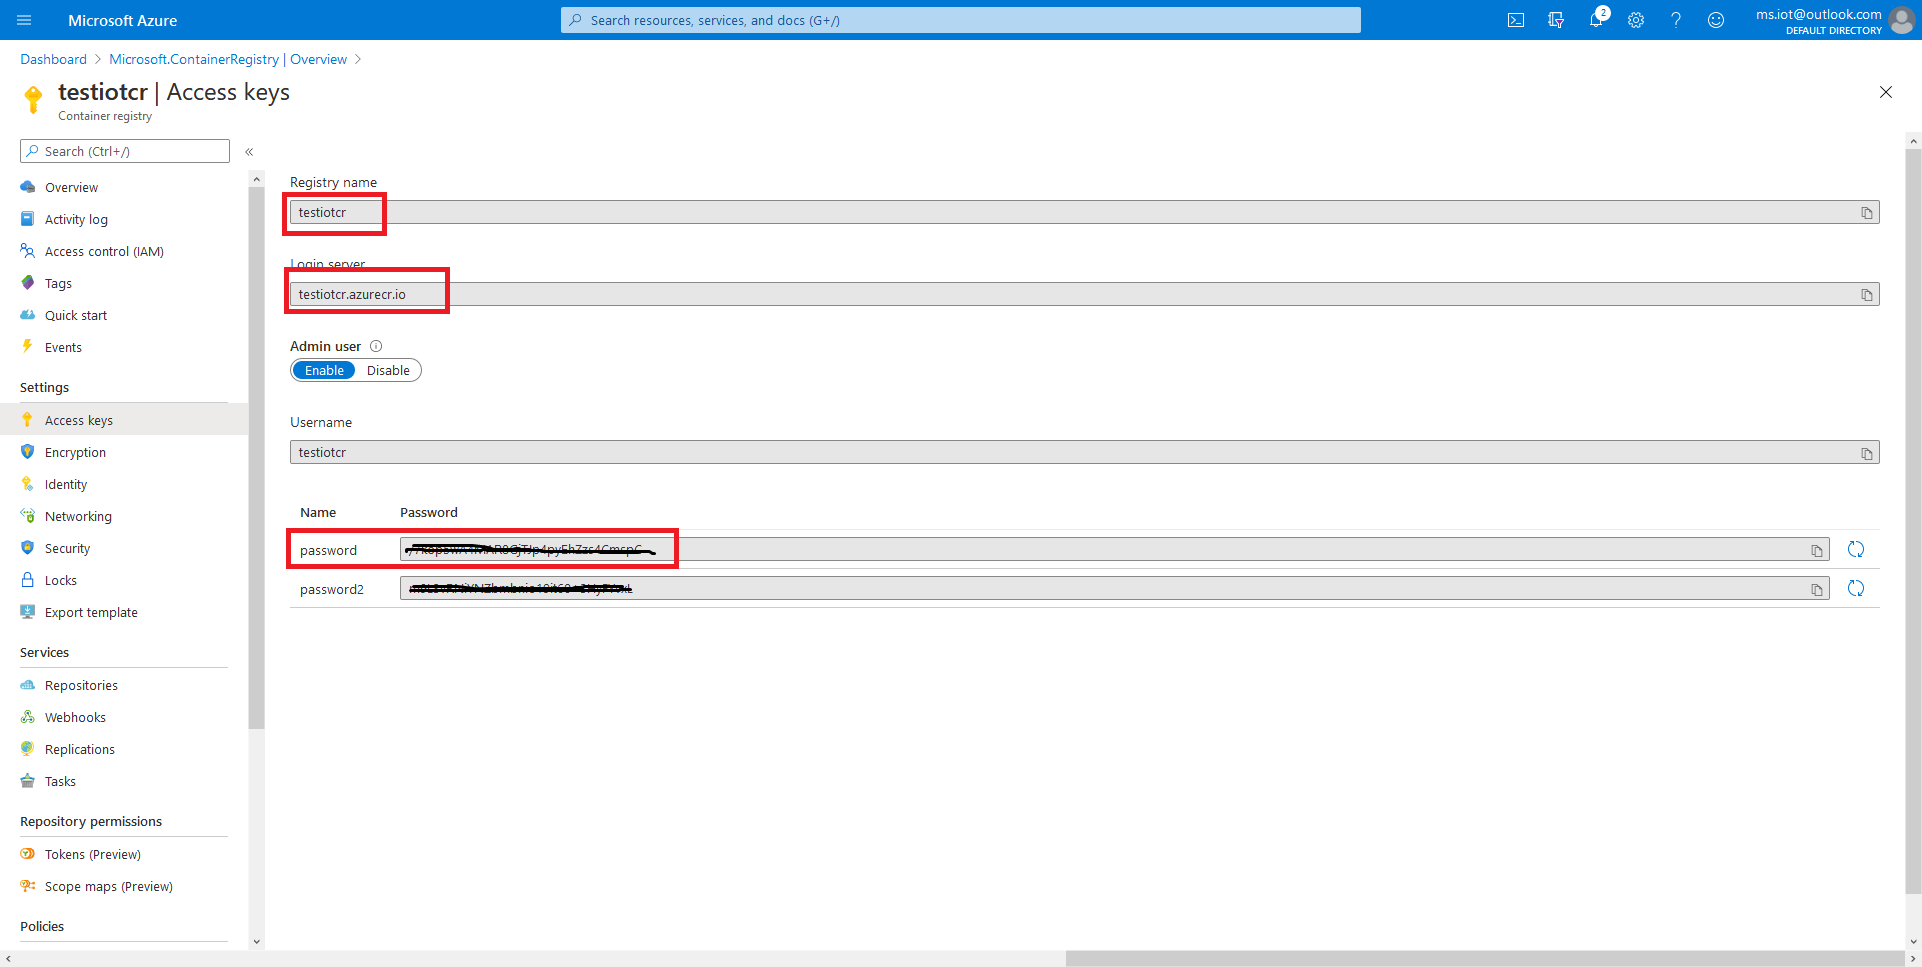 Microsoft Azure
Search resources, services, and docs (G+/)
2
ms.iot@outlook.com
DEFAULT DIRECTORY
Dashboard > Microsoft.ContainerRegistry | Overview >
testiotcr | Access keys
Container registry
Search (Ctrl+/)
«
Overview
Activity log
Access control (IAM)
Tags
Quick start
Events
Settings
Access keys
Encryption
Identity
Networking
Security
Locks
Export template
Services
Repositories
Webhooks
Replications
Tasks
Repository permissions
Tokens (Preview)
Scope maps (Preview)
Policies
Registry name
testiotcr
Login server
testiotcr.azurecr.io
Admin user
Enable Disable
Username
testiotcr
Name Password
password
password2